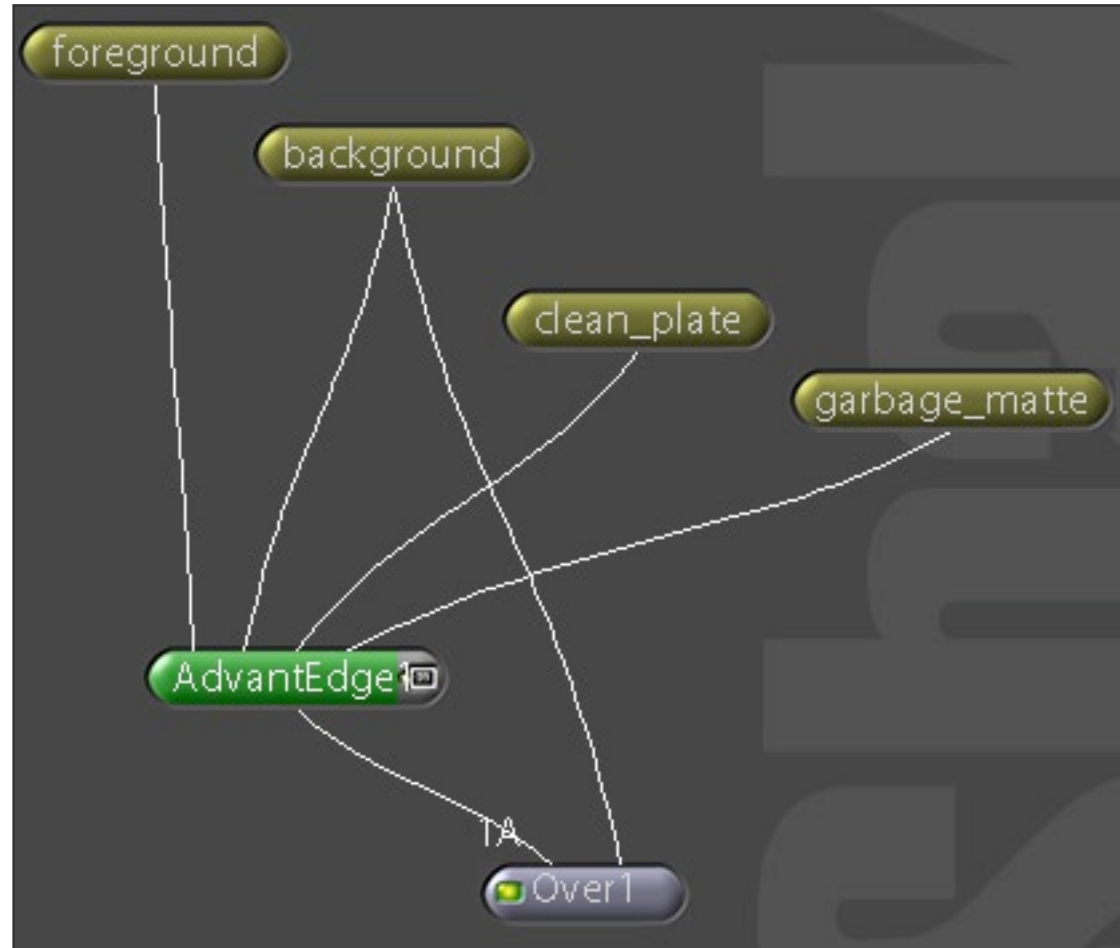 foreground
background
clean_plate
garbage_matte
AdvantEdge1
1A
Over1